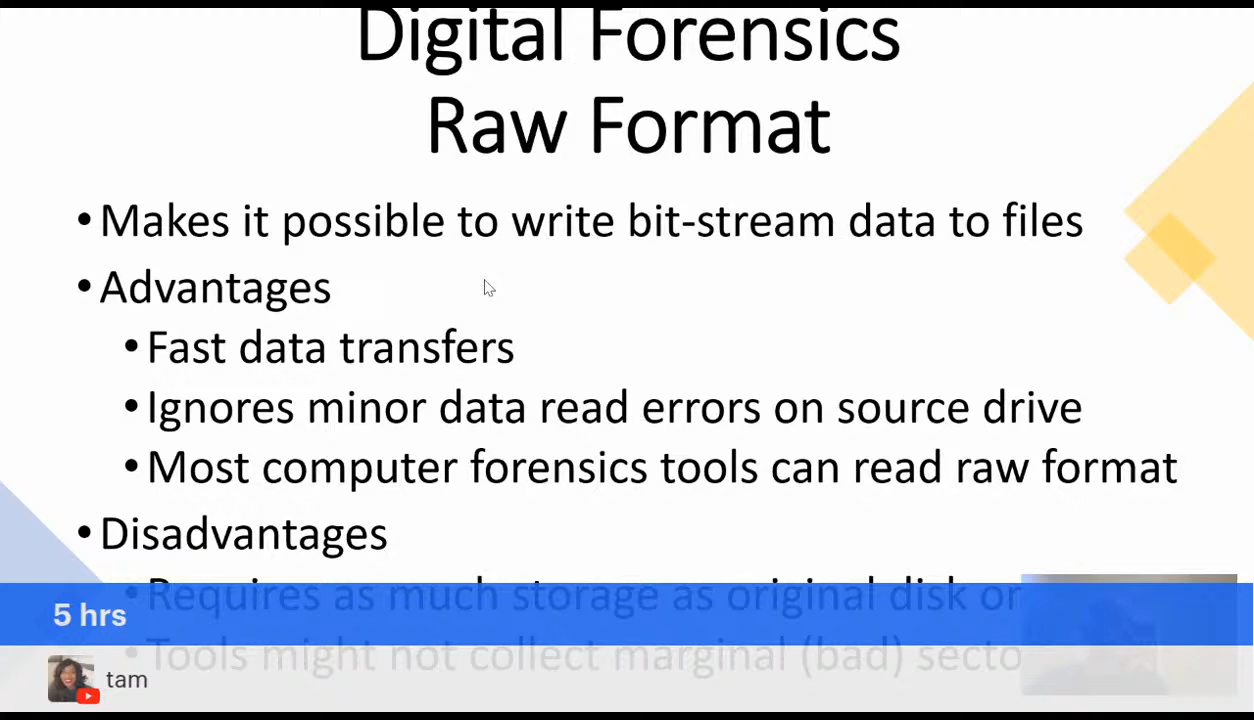 Digital Forensics
Raw Format
•Makes it possible to write bit-stream data to files
•Advantages
•Fast data transfers
•Ignores minor data read errors on source drive
•Most computer forensics tools can read raw format
•Disadvantages
•Requires as much storage as original disk or
5 hrs
•Tools might not collect marginal (bad) secto
tam